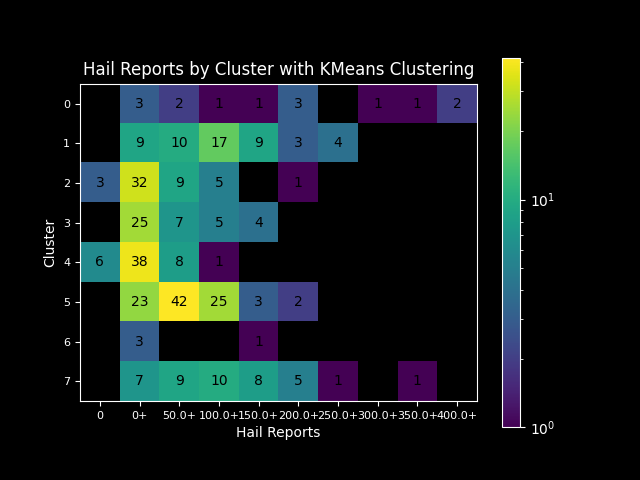 Hail Reports by Cluster with KMeans Clustering
0 3 2 1 1 3 1 1 2
1 9 10 17 9 3 4
2 3 32 9 5 1
3 25 7 5 4
4 6 38 8 1
5 23 42 25 3 2
6 3 1
7 7 9 10 8 5 1 1
0 0+ 50.0+ 100.0+ 150.0+ 200.0+ 250.0+ 300.0+ 350.0+ 400.0+
Hail Reports
Cluster
10¹
10⁰